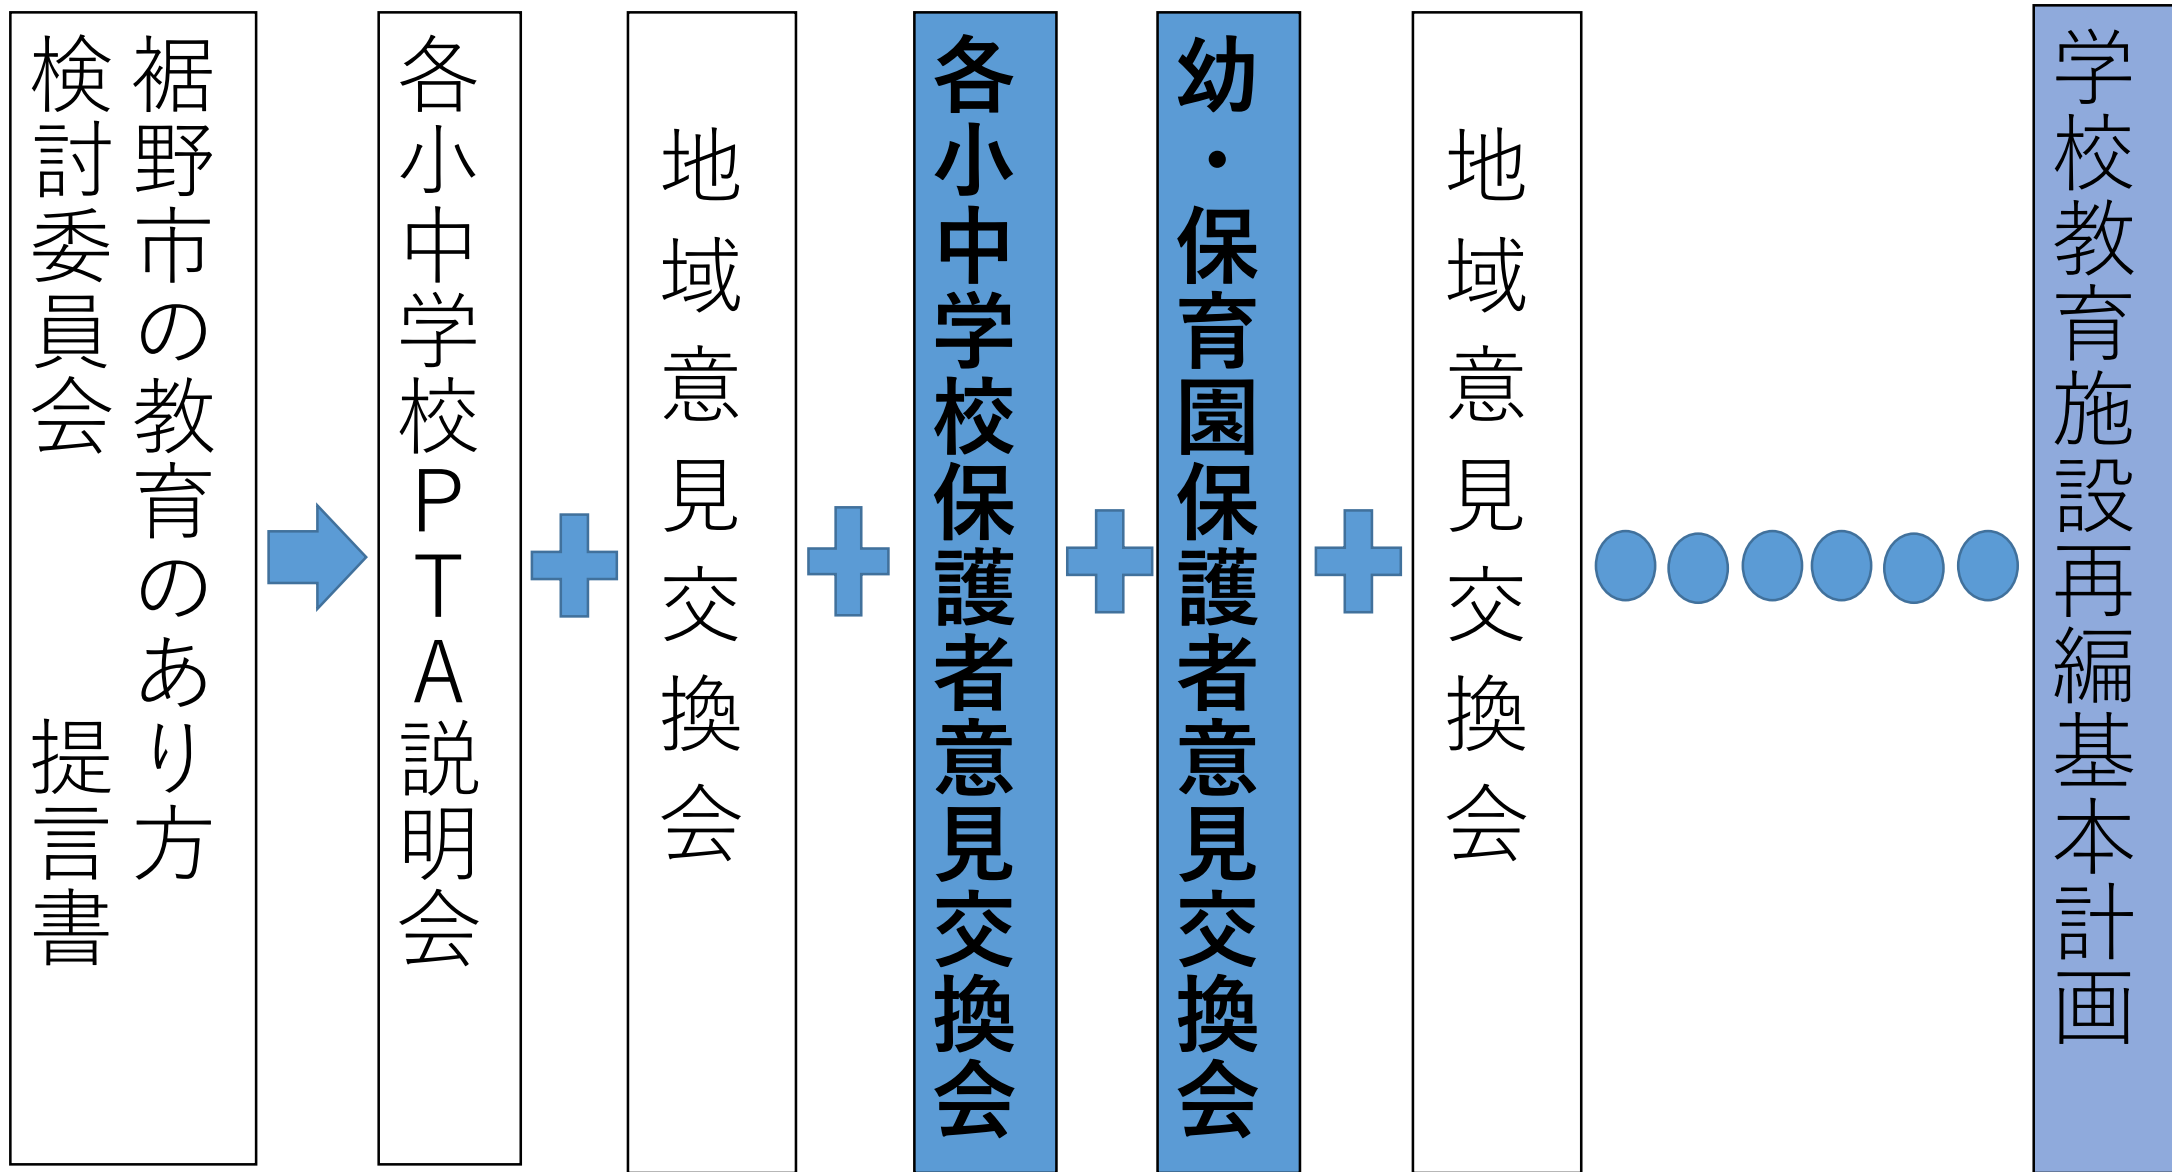 裾野市の教育のあり方
検討委員会　　　提言書
各小中学校ＰＴＡ説明会
地域意見交換会
各小中学校保護者意見交換会
幼・保育園保護者意見交換会
地域意見交換会
学校教育施設再編基本計画